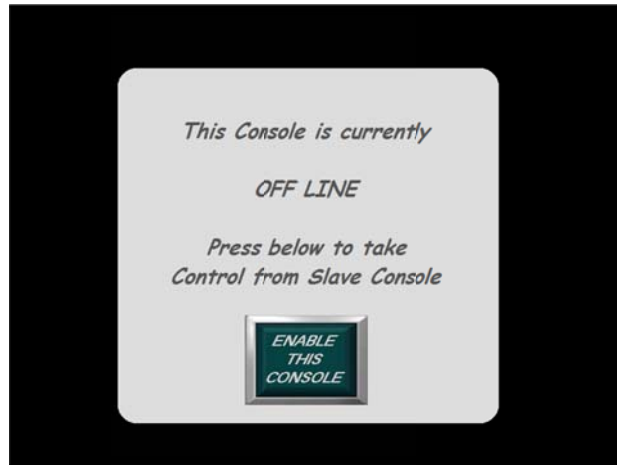 This Console is currently
OFF LINE
Press below to take
Control from Slave Console
ENABLE
THIS
CONSOLE